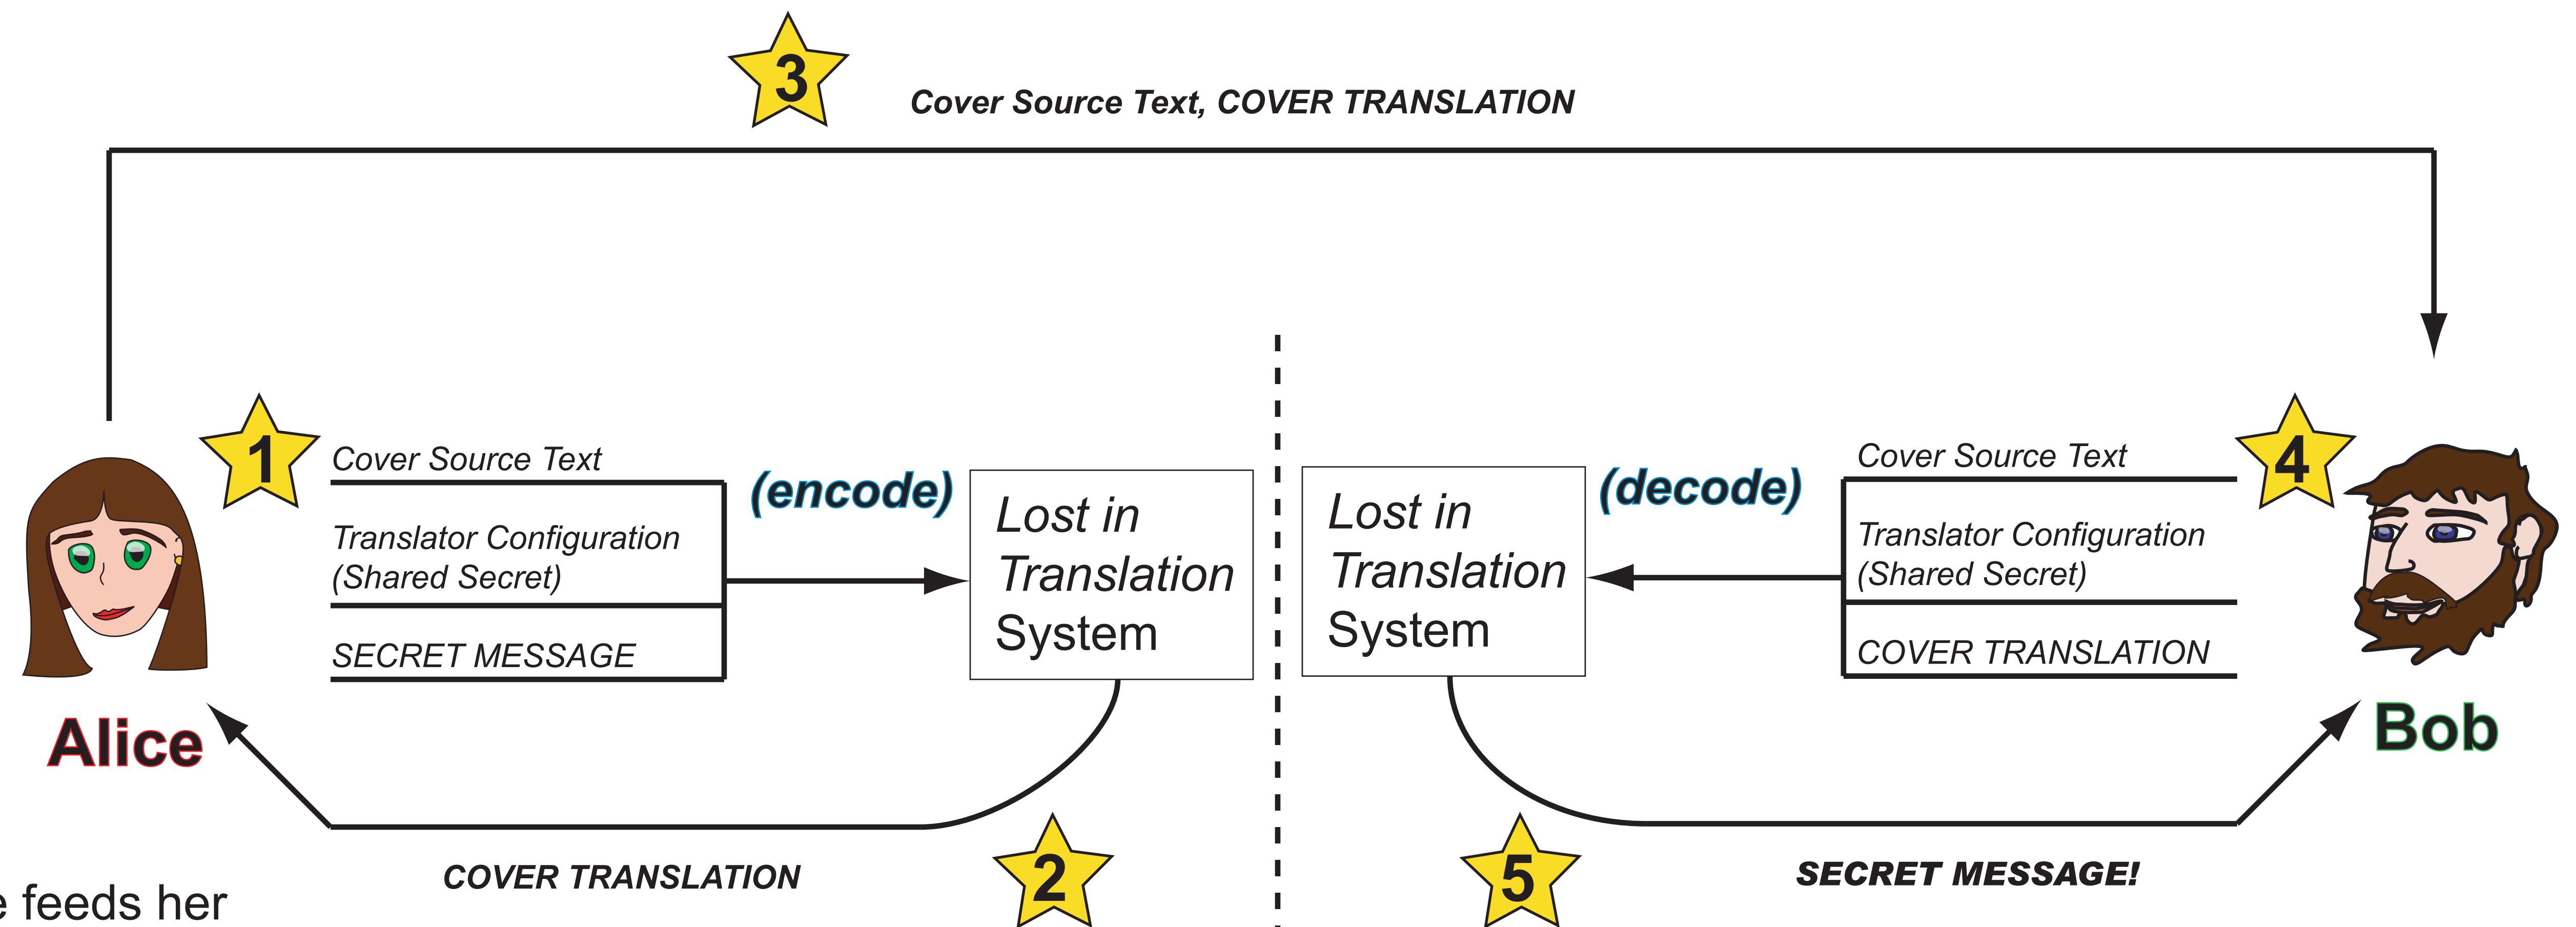 3
Cover Source Text, COVER TRANSLATION
1
Cover Source Text
Translator Configuration
(Shared Secret)
SECRET MESSAGE
(encode)
Lost in
Translation
System
Lost in
Translation
System
(decode)
Cover Source Text
Translator Configuration
(Shared Secret)
COVER TRANSLATION
4
Alice
Bob
COVER TRANSLATION
2
5
SECRET MESSAGE!
e feeds her